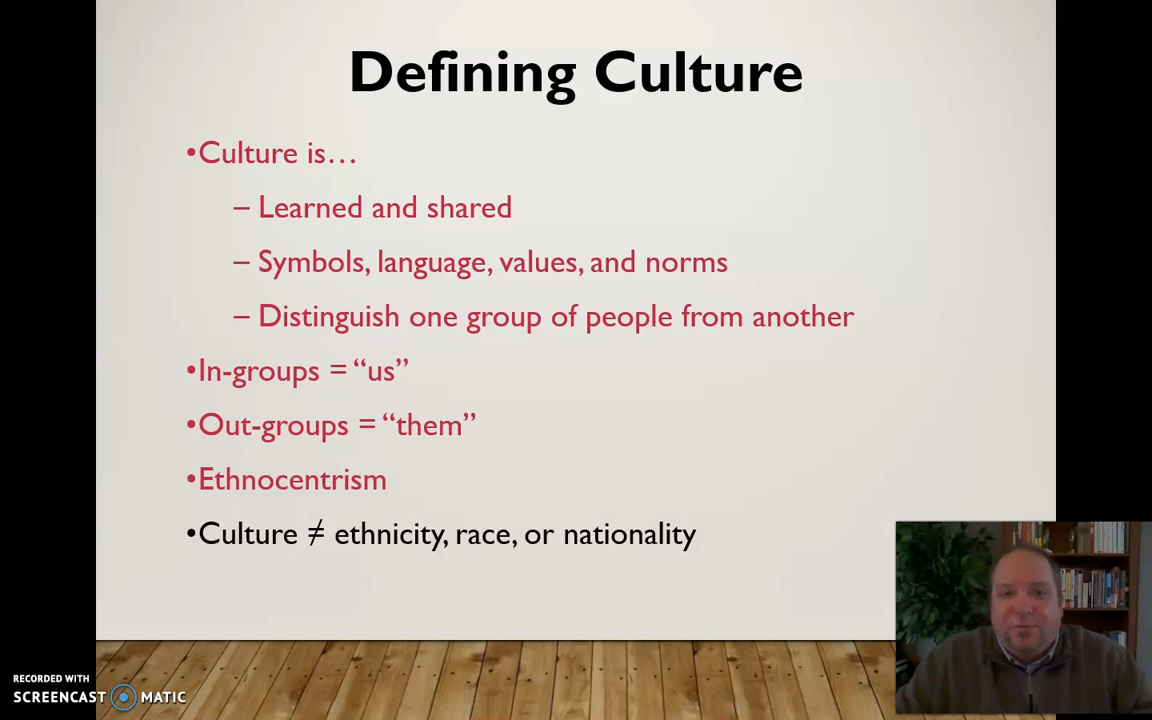 Defining Culture
•Culture is…
– Learned and shared
– Symbols, language, values, and norms
– Distinguish one group of people from another
•In-groups = “us”
•Out-groups = “them”
•Ethnocentrism
•Culture ≠ ethnicity, race, or nationality
RECORDED WITH
SCREENCAST MATIC